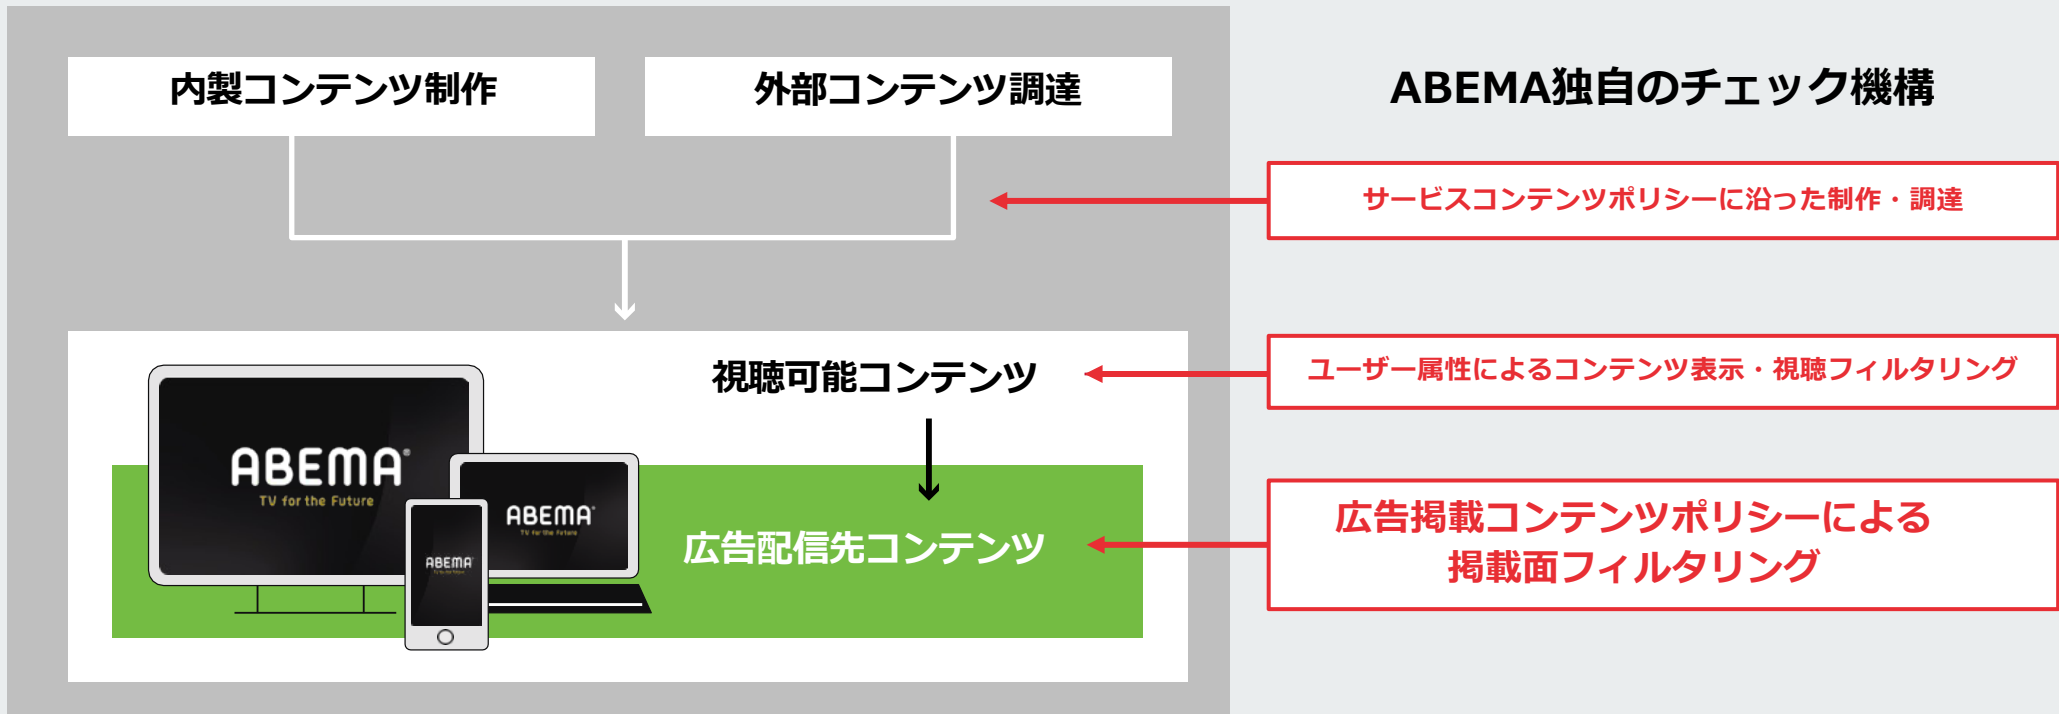 内製コンテンツ制作
外部コンテンツ調達
ABEMA独自のチェック機構
サービスコンテンツポリシーに沿った制作・調達
視聴可能コンテンツ
ユーザー属性によるコンテンツ表示・視聴フィルタリング
ABEMA
TV for the Future
ABEMA
TV for the Future
ABEMA
広告配信先コンテンツ
広告掲載コンテンツポリシーによる
掲載面フィルタリング